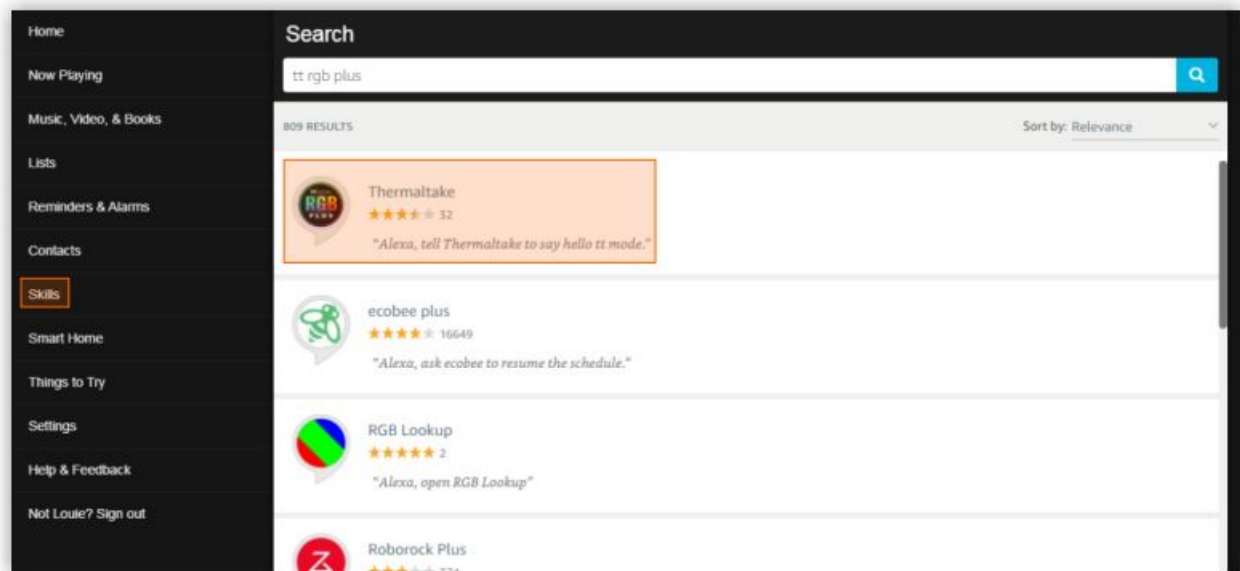 Home
Now Playing
Music, Video, & Books
Lists
Reminders & Alarms
Contacts
Skills
Smart Home
Things to Try
Settings
Help & Feedback
Not Louie? Sign out
Search
tt rgb plus
809 RESULTS
Sort by: Relevance
RGB
PLUS
Thermaltake
32
"Alexa, tell Thermaltake to say hello tt mode."
ecobee plus
16649
"Alexa, ask ecobee to resume the schedule."
RGB Lookup
2
"Alexa, open RGB Lookup"
Roborock Plus